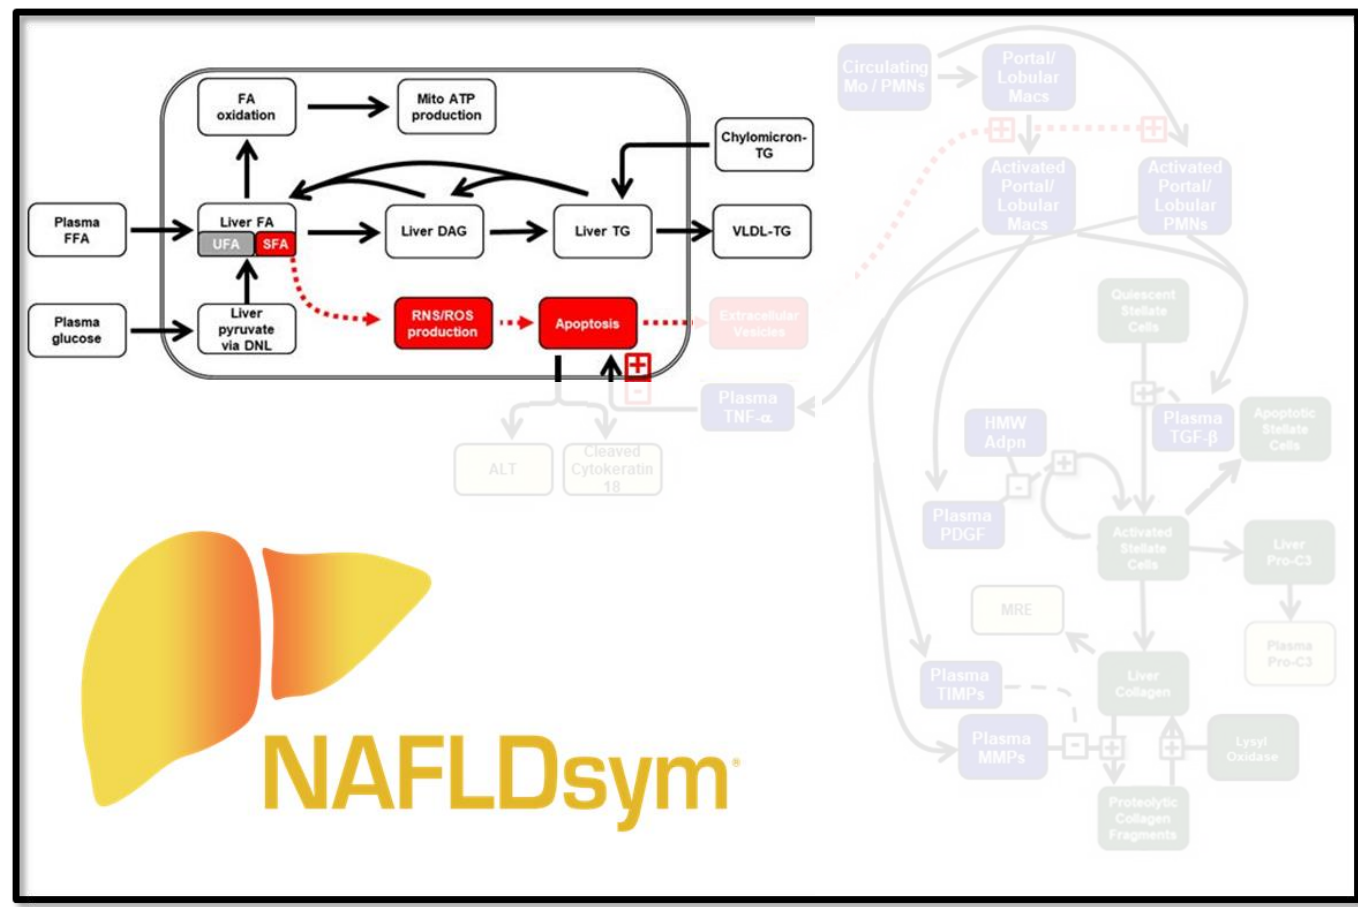 FA
oxidation
Mito ATP
production
Chylomicron-
TG
Plasma
FFA
Liver FA
UFA
SFA
Liver DAG
Liver TG
VLDL-TG
Plasma
glucose
Liver
pyruvate
via DNL
RNS/ROS
production
Apoptosis
Extracellular
Vesicles
+
-
Plasma
TNF-α
ALT
Cleaved
Cytokeratin
18
Circulating
Mo / PMNs
Portal/
Lobular
Macs
+
+
Activated
Portal/
Lobular
Macs
Activated
Portal/
Lobular
PMNs
Quiescent
Stellate
Cells
+
Plasma
TGF-β
Apoptotic
Stellate
Cells
HMW
Adpn
+
-
Plasma
PDGF
Activated
Stellate
Cells
Liver
Pro-C3
MRE
Plasma
Pro-C3
Plasma
TIMPs
Liver
Collagen
Plasma
MMPs
-
+
+
Lysyl
Oxidase
Proteolytic
Collagen
Fragments
NAFLDsym®